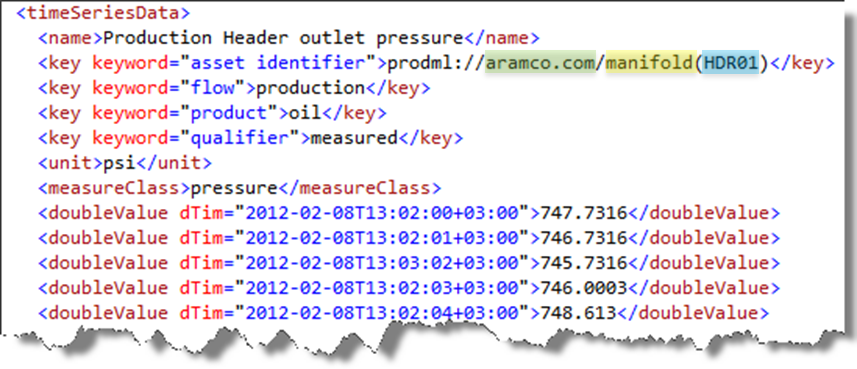 <timeSeriesData>
<name>Production Header outlet pressure</name>
<key keyword="asset identifier">prodml://aramco.com/manifold(HDR01)</key>
<key keyword="flow">production</key>
<key keyword="product">oil</key>
<key keyword="qualifier">measured</key>
<unit>psi</unit>
<measureClass>pressure</measureClass>
<doubleValue dTim="2012-02-08T13:02:00+03:00">747.7316</doubleValue>
<doubleValue dTim="2012-02-08T13:02:01+03:00">746.7316</doubleValue>
<doubleValue dTim="2012-02-08T13:03:02+03:00">745.7316</doubleValue>
<doubleValue dTim="2012-02-08T13:02:03+03:00">746.0003</doubleValue>
<doubleValue dTim="2012-02-08T13:02:04+03:00">748.613</doubleValue>